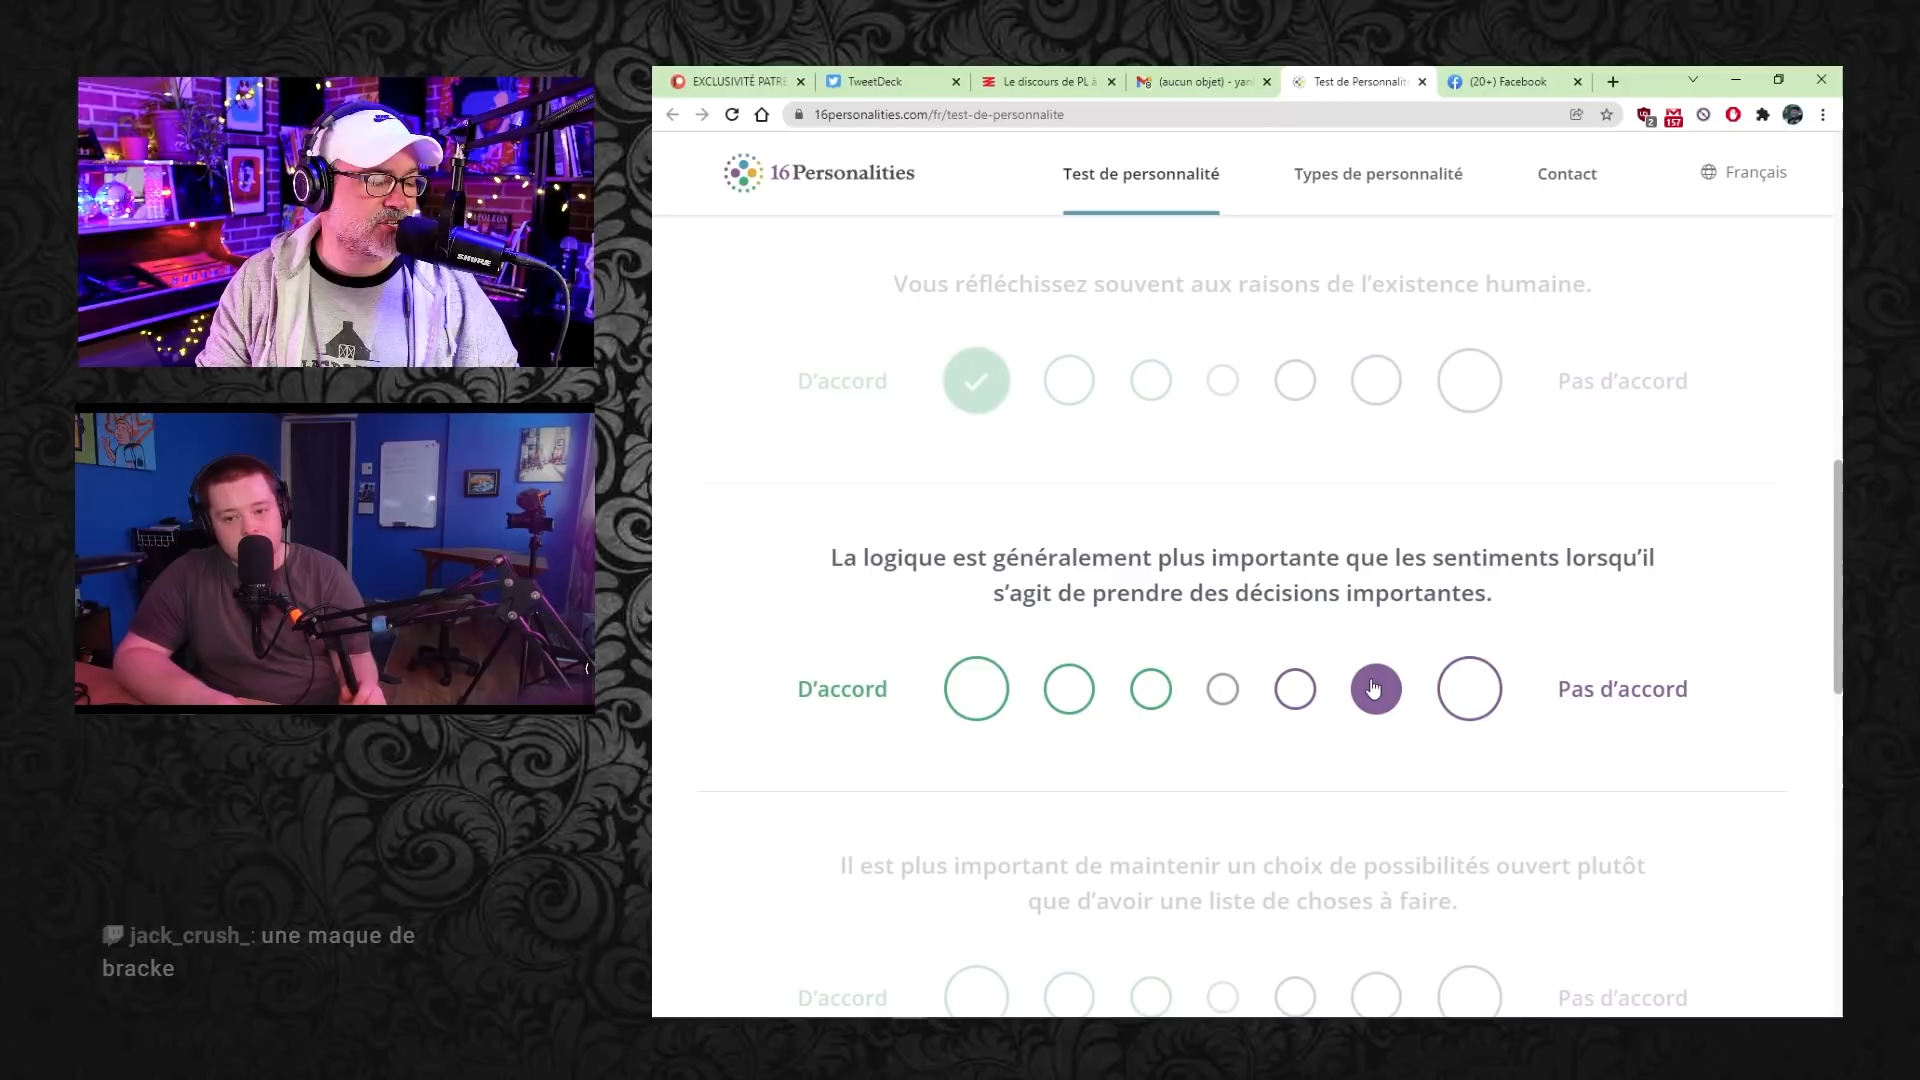 EXCLUSIVITÉ PATRE
TweetDeck
Le discours de PL à
(aucun objet) - yan
Test de Personnalit
(20+) Facebook
16personalities.com/fr/test-de-personnalite
2
157
16Personalities
Test de personnalité
Types de personnalité
Contact
Français
Vous réfléchissez souvent aux raisons de l’existence humaine.
D’accord
Pas d’accord
La logique est généralement plus importante que les sentiments lorsqu’il
s’agit de prendre des décisions importantes.
D’accord
Pas d’accord
Il est plus important de maintenir un choix de possibilités ouvert plutôt
que d’avoir une liste de choses à faire.
D’accord
Pas d’accord
NAPOLEON
SHURE
jack_crush_: une maque de
bracke